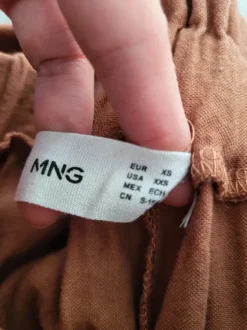 MNG
EUR XS
USA XXS
MEX ECH
CN